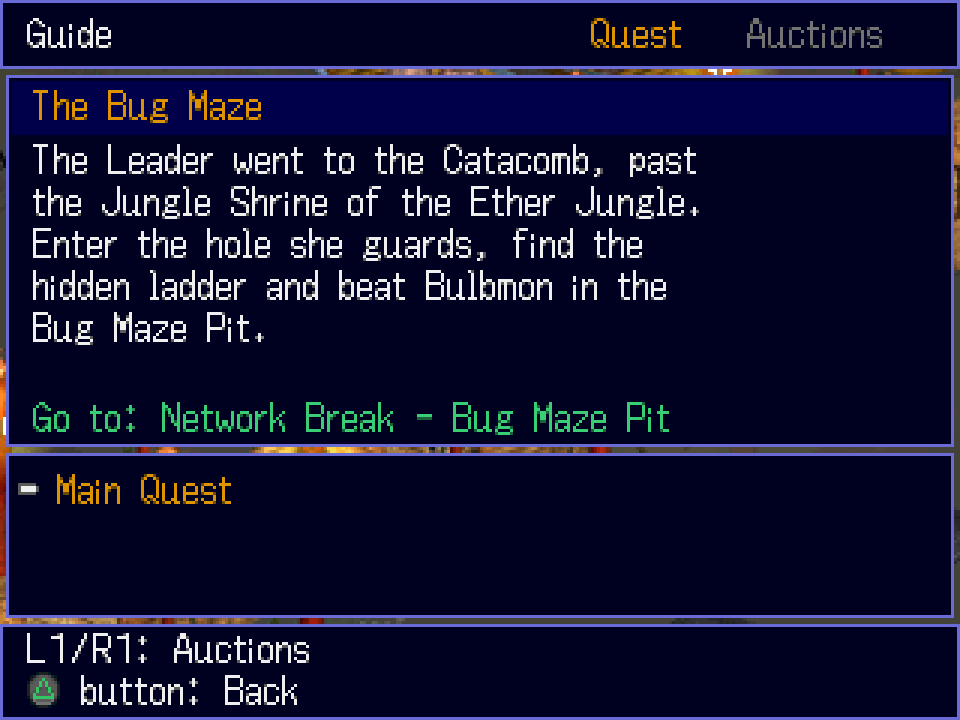 Guide Quest Auctions
The Bug Maze
The Leader went to the Catacomb, past
the Jungle Shrine of the Ether Jungle.
Enter the hole she guards, find the
hidden ladder and beat Bulbmon in the
Bug Maze Pit.
Go to: Network Break - Bug Maze Pit
Main Quest
L1/R1: Auctions
button: Back